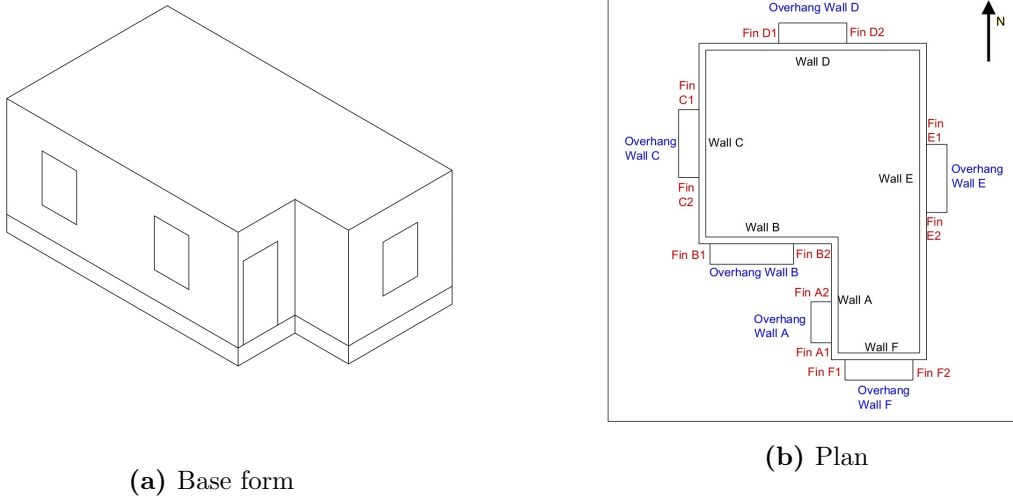 Overhang Wall D
N
Fin D1
Fin D2
Wall D
Fin
C1
Fin
E1
Overhang
Wall C
Wall C
Overhang
Wall E
Wall E
Fin
C2
Fin
E2
Wall B
Fin B1
Fin B2
Overhang Wall B
Fin A2
Wall A
Overhang
Wall A
Wall F
Fin A1
Fin F1
Fin F2
Overhang
Wall F
(a) Base form
(b) Plan